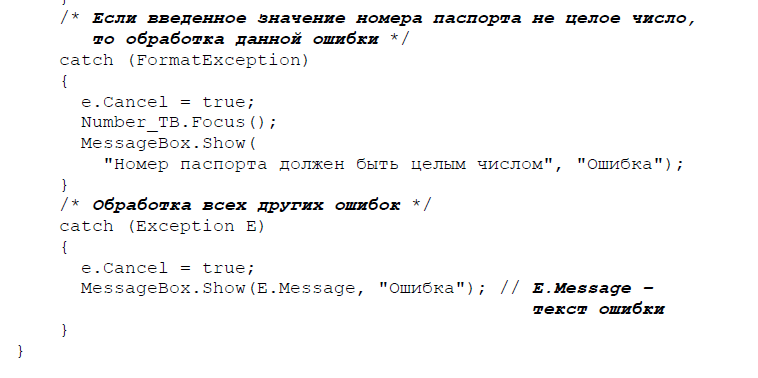 }
/* Если введенное значение номера паспорта не целое число,
то обработка данной ошибки */
catch (FormatException)
{
e.Cancel = true;
Number_TB.Focus();
MessageBox.Show(
"Номер паспорта должен быть целым числом", "Ошибка");
}
/* Обработка всех других ошибок */
catch (Exception E)
{
e.Cancel = true;
MessageBox.Show(E.Message, "Ошибка"); // E.Message –
текст ошибки
}
}